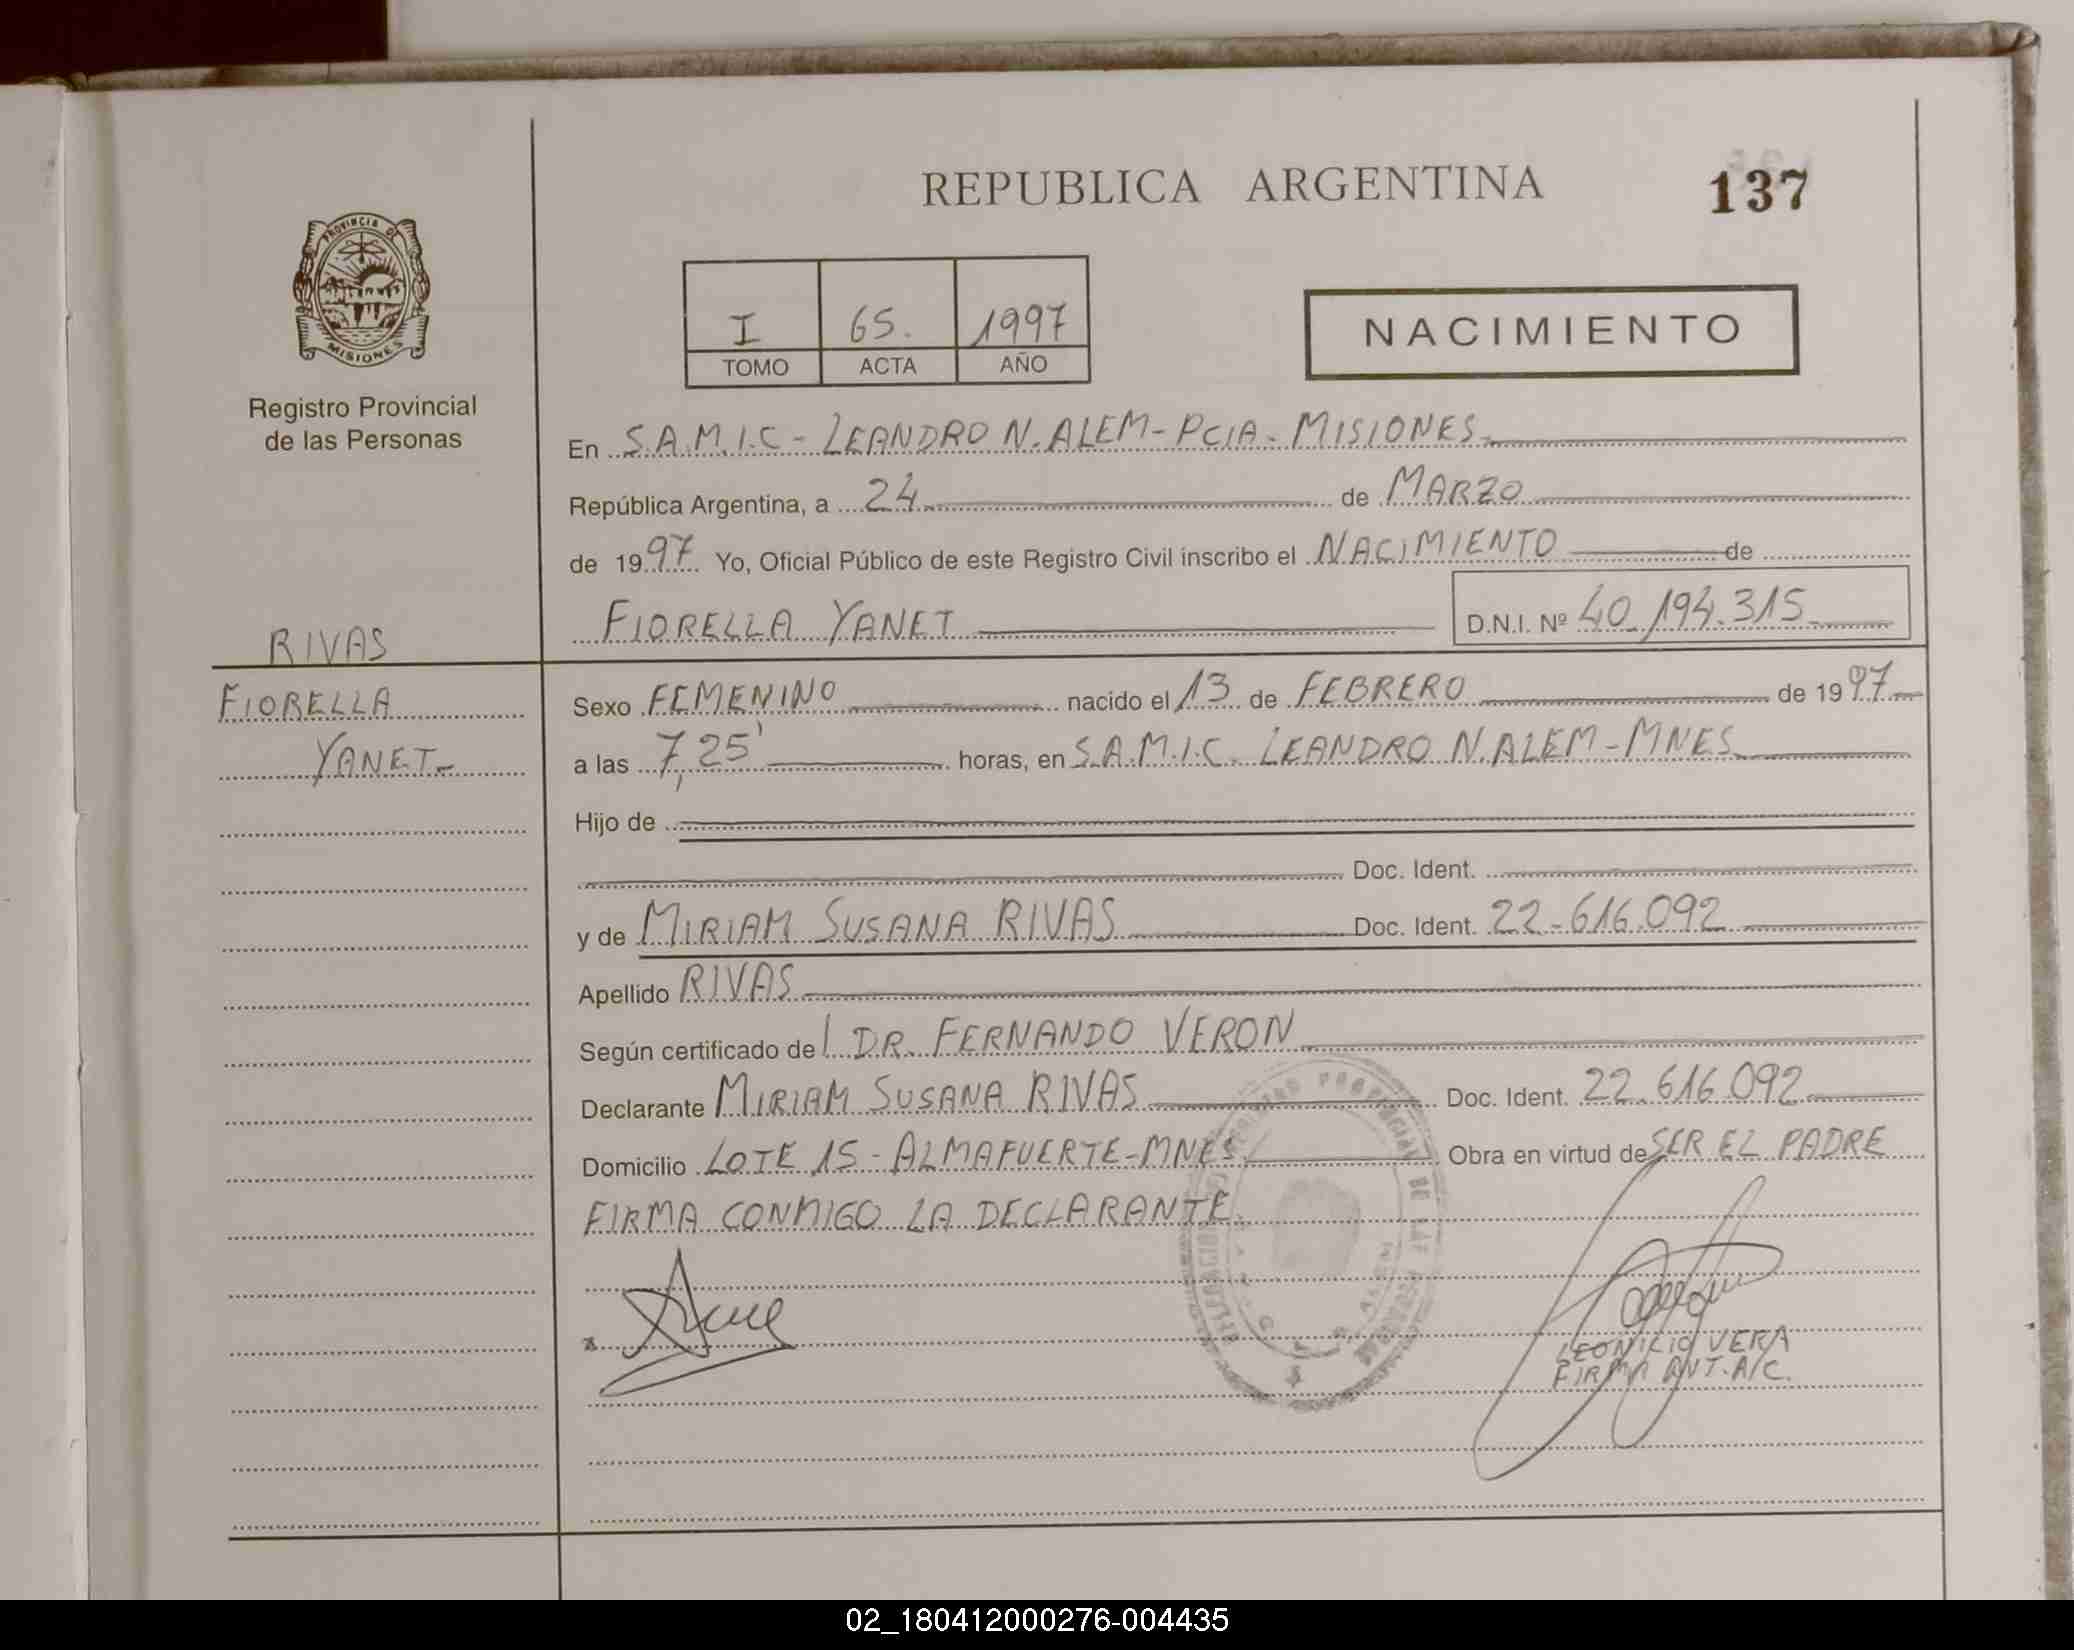 REPUBLICA ARGENTINA
137
PROVINCIA DE
MISIONES
Registro Provincial
de las Personas
I 65. 1997
TOMO ACTA AÑO
NACIMIENTO
En S.A.M.I.C - LEANDRO N. ALEM - PCIA - MISIONES
República Argentina, a 24 de MARZO
de 1997 Yo, Oficial Público de este Registro Civil inscribo el NACIMIENTO de
FIORELLA YANET D.N.I. Nº 40.194.315
RIVAS
FIORELLA
YANET
Sexo FEMENINO nacido el 13 de FEBRERO de 1997
a las 7,25' horas, en S.A.M.I.C. LEANDRO N. ALEM - MNES
Hijo de
Doc. Ident.
y de MIRIAM SUSANA RIVAS Doc. Ident. 22.616.092
Apellido RIVAS
Según certificado del DR. FERNANDO VERON
Declarante MIRIAM SUSANA RIVAS Doc. Ident. 22.616.092
Domicilio LOTE 15 - ALMAFUERTE - MNES Obra en virtud de SER EL PADRE
FIRMA CONMIGO LA DECLARANTE
LEONILIO VERA
FIRMA AUT. A/C.
02_180412000276-004435